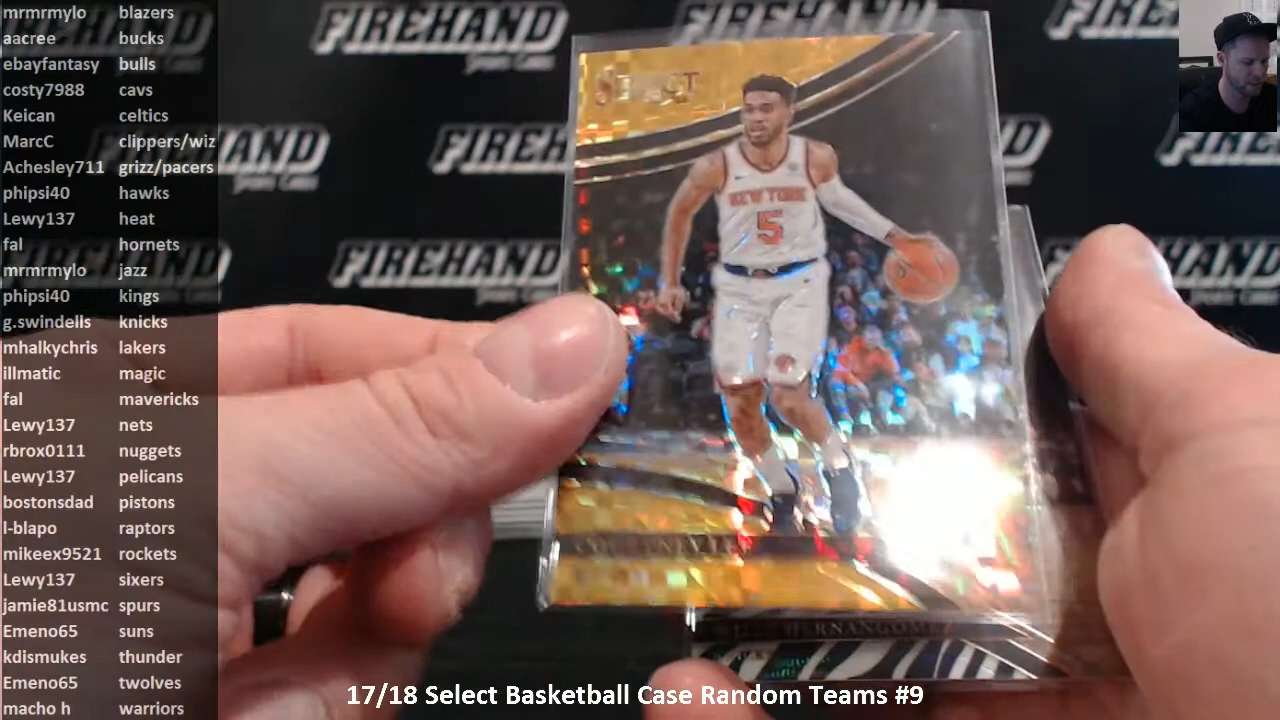 mrmrmylo blazers
aacree bucks
ebayfantasy bulls
costy7988 cavs
Keican celtics
MarcC clippers/wiz
Achesley711 grizz/pacers
phipsi40 hawks
Lewy137 heat
fal hornets
mrmrmylo jazz
phipsi40 kings
g.swindells knicks
mhalkychris lakers
illmatic magic
fal mavericks
Lewy137 nets
rbrox0111 nuggets
Lewy137 pelicans
bostonsdad pistons
l-blapo raptors
mikeex9521 rockets
Lewy137 sixers
jamie81usmc spurs
Emeno65 suns
kdismukes thunder
Emeno65 twolves
macho h warriors
FIREHAND
FIREHAND
FIREHAND
FIREHAND
FIREHAND
SELECT
NEW YORK
5
HERNANGOMEZ
17/18 Select Basketball Case Random Teams #9